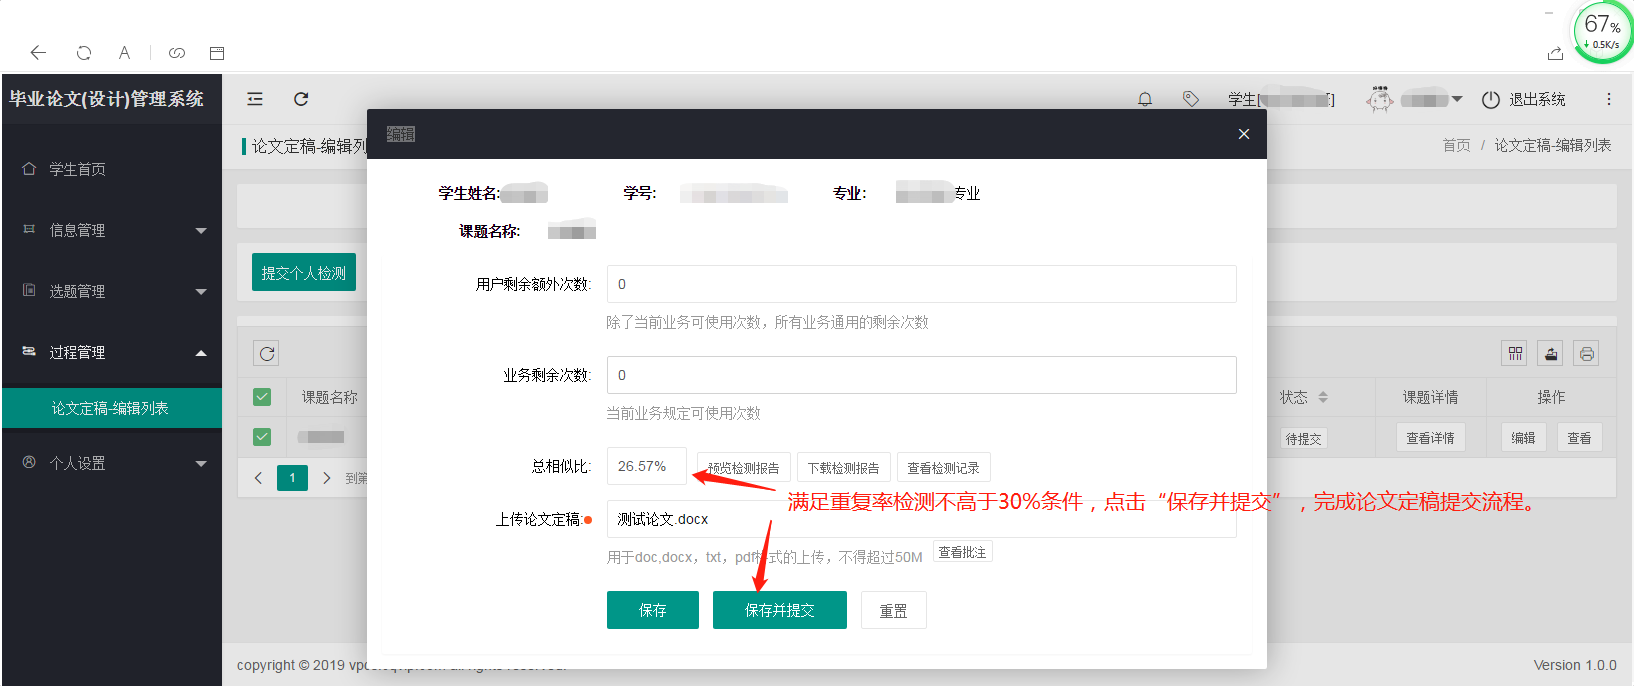 67%
0.5K/s
毕业论文(设计)管理系统
学生[
]
退出系统
学生首页
信息管理
选题管理
过程管理
论文定稿-编辑列表
个人设置
论文定稿-编辑列
首页 / 论文定稿-编辑列表
提交个人检测
课题名称
状态
课题详情
操作
待提交
查看详情
编辑
查看
1
到第
编辑
学生姓名:
学号:
专业:
专业
课题名称:
用户剩余额外次数:
0
除了当前业务可使用次数，所有业务通用的剩余次数
业务剩余次数:
0
当前业务规定可使用次数
总相似比:
26.57%
预览检测报告
下载检测报告
查看检测记录
满足重复率检测不高于30%条件，点击“保存并提交”，完成论文定稿提交流程。
上传论文定稿:
测试论文.docx
用于doc,docx，txt，pdf格式的上传，不得超过50M
查看批注
保存
保存并提交
重置
copyright © 2019
Version 1.0.0